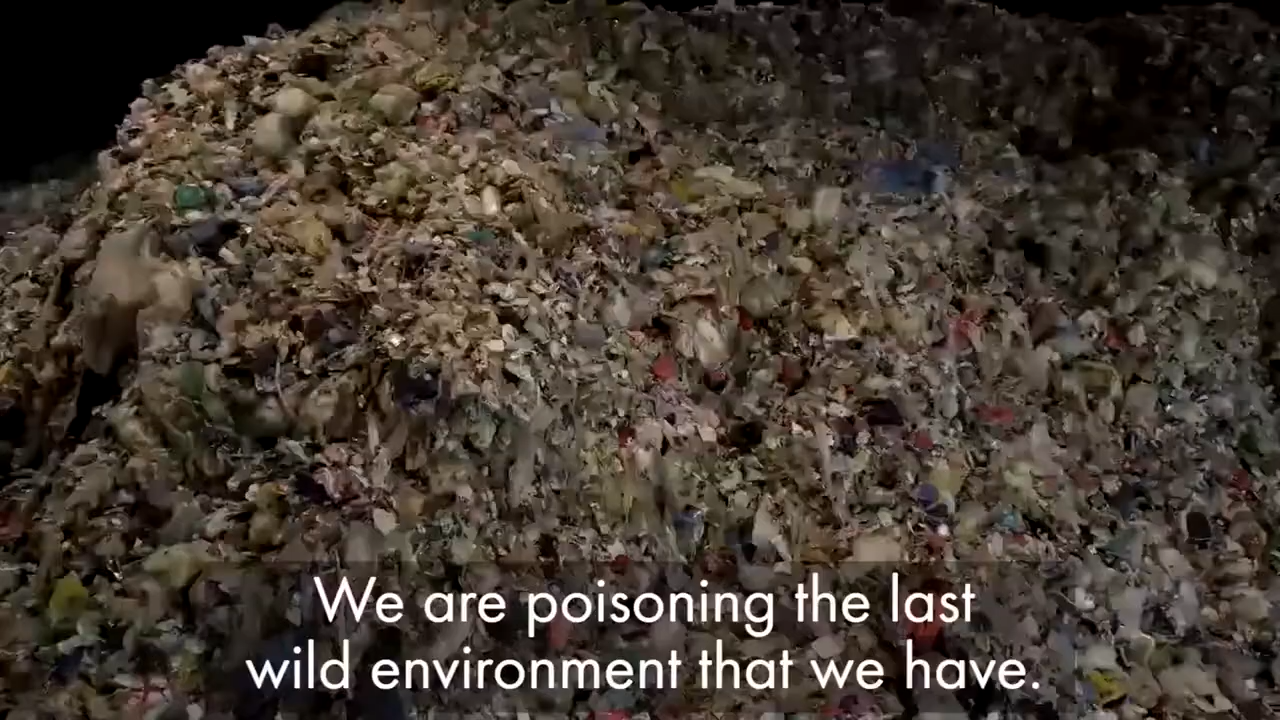 We are poisoning the last
wild environment that we have.